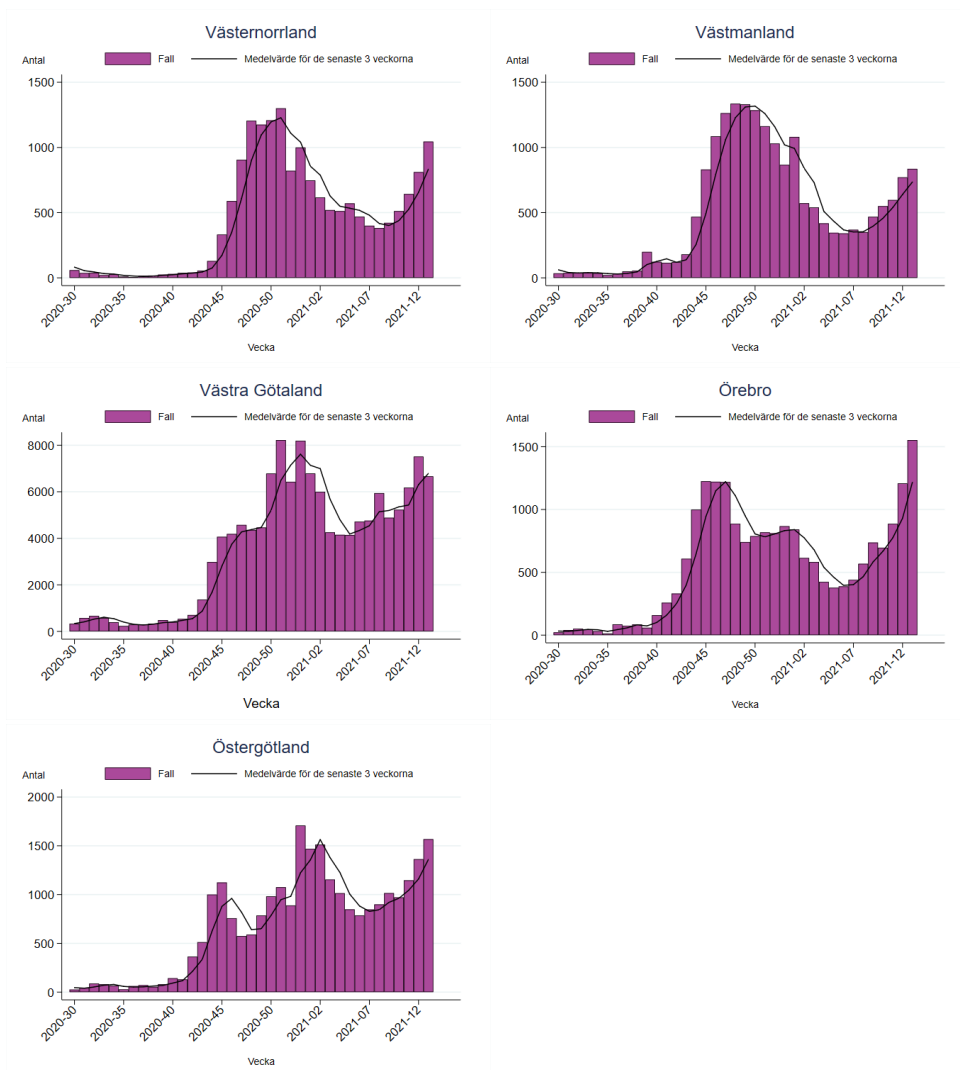 Västernorrland
Antal Fall Medelvärde för de senaste 3 veckorna
1500
1000
500
0
2020-30 2020-35 2020-40 2020-45 2020-50 2021-02 2021-07 2021-12
Vecka
Västmanland
Antal Fall Medelvärde för de senaste 3 veckorna
1500
1000
500
0
2020-30 2020-35 2020-40 2020-45 2020-50 2021-02 2021-07 2021-12
Vecka
Västra Götaland
Antal Fall Medelvärde för de senaste 3 veckorna
8000
6000
4000
2000
0
2020-30 2020-35 2020-40 2020-45 2020-50 2021-02 2021-07 2021-12
Vecka
Örebro
Antal Fall Medelvärde för de senaste 3 veckorna
1500
1000
500
0
2020-30 2020-35 2020-40 2020-45 2020-50 2021-02 2021-07 2021-12
Vecka
Östergötland
Antal Fall Medelvärde för de senaste 3 veckorna
2000
1500
1000
500
0
2020-30 2020-35 2020-40 2020-45 2020-50 2021-02 2021-07 2021-12
Vecka